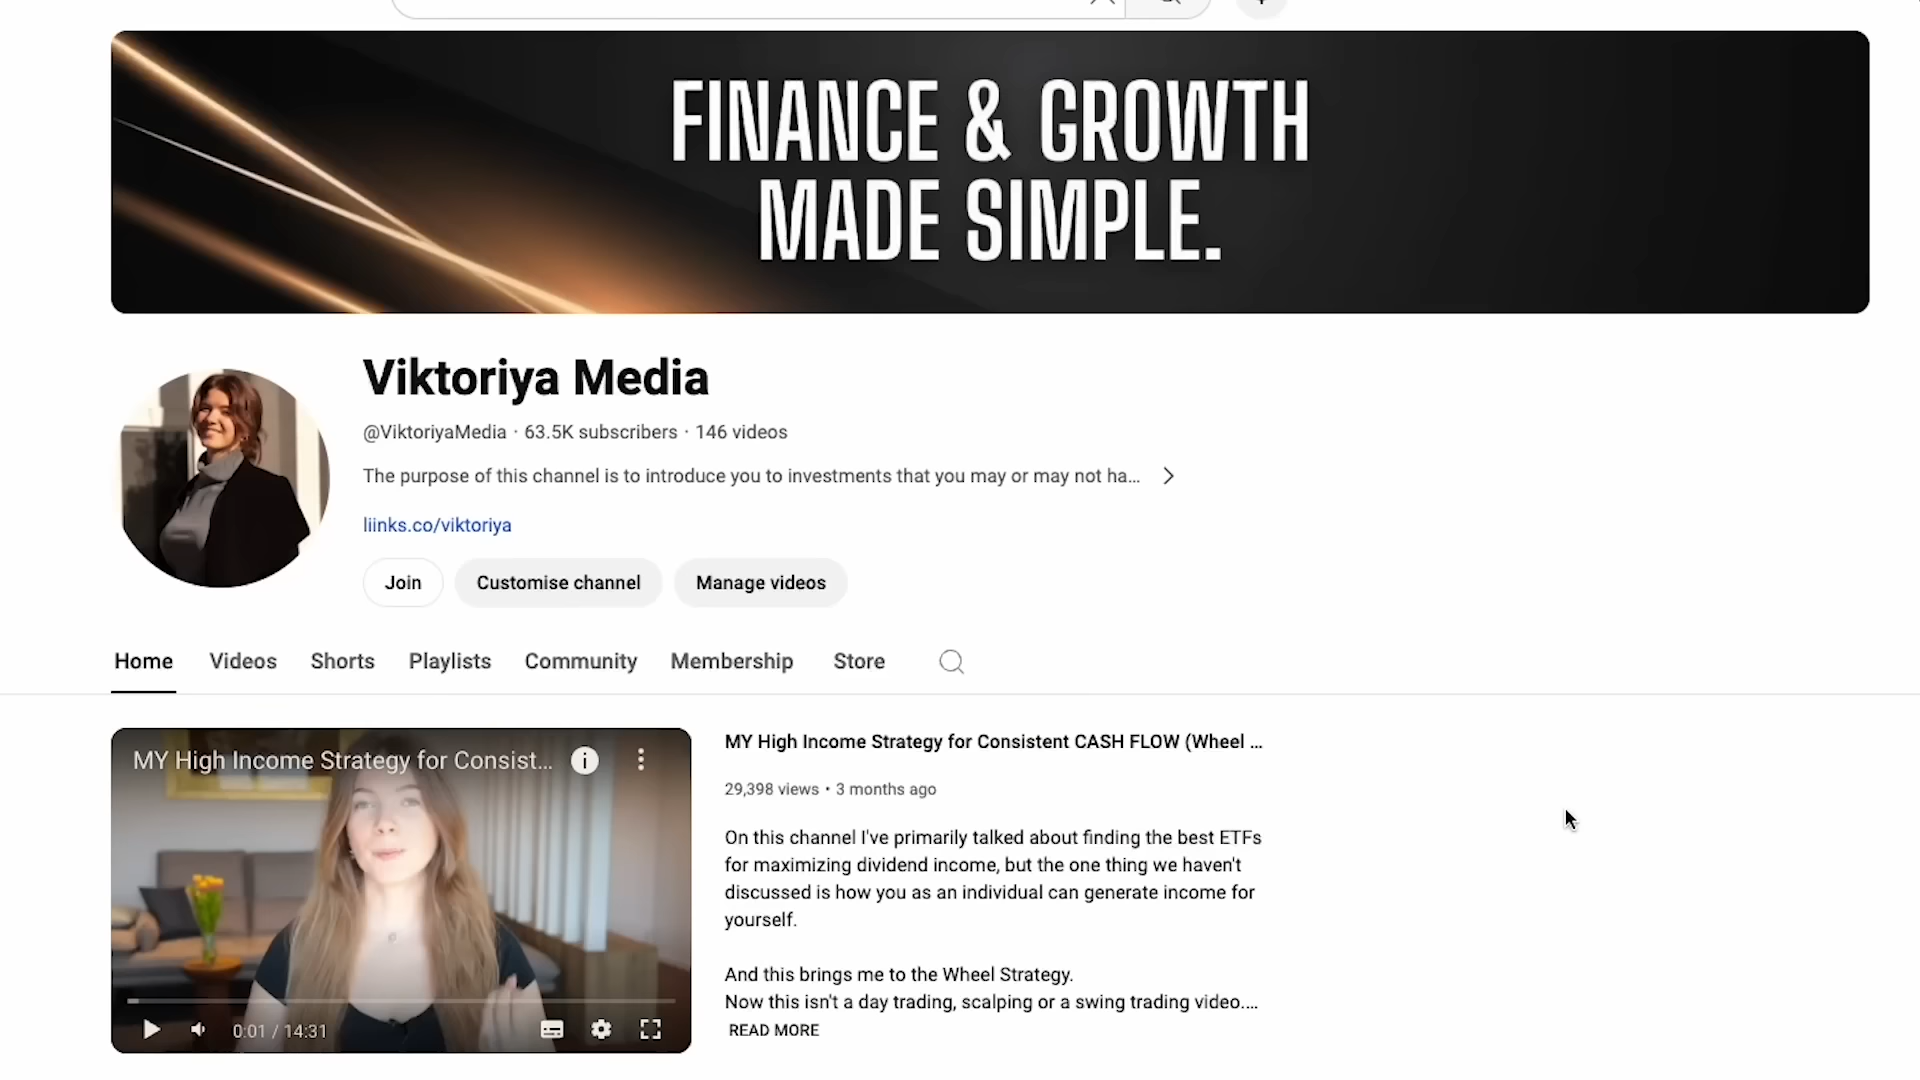 FINANCE & GROWTH
MADE SIMPLE.
Viktoriya Media
@ViktoriyaMedia · 63.5K subscribers · 146 videos
The purpose of this channel is to introduce you to investments that you may or may not ha...
liinks.co/viktoriya
Join
Customise channel
Manage videos
Home
Videos
Shorts
Playlists
Community
Membership
Store
MY High Income Strategy for Consist...
0:01 / 14:31
MY High Income Strategy for Consistent CASH FLOW (Wheel ...
29,398 views • 3 months ago
On this channel I've primarily talked about finding the best ETFs
for maximizing dividend income, but the one thing we haven't
discussed is how you as an individual can generate income for
yourself.
And this brings me to the Wheel Strategy.
Now this isn't a day trading, scalping or a swing trading video....
READ MORE